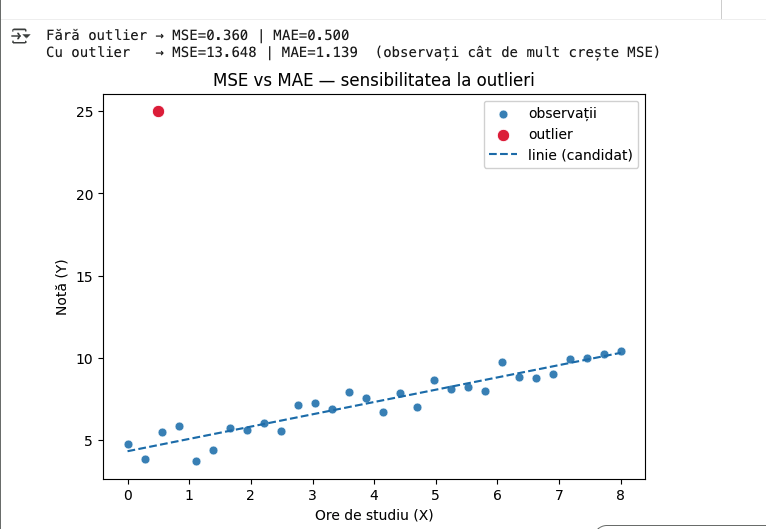 Fără outlier → MSE=0.360 | MAE=0.500
Cu outlier   → MSE=13.648 | MAE=1.139  (observați cât de mult crește MSE)
MSE vs MAE — sensibilitatea la outlieri
observații
outlier
linie (candidat)
25
20
15
10
5
Notă (Y)
0 1 2 3 4 5 6 7 8
Ore de studiu (X)